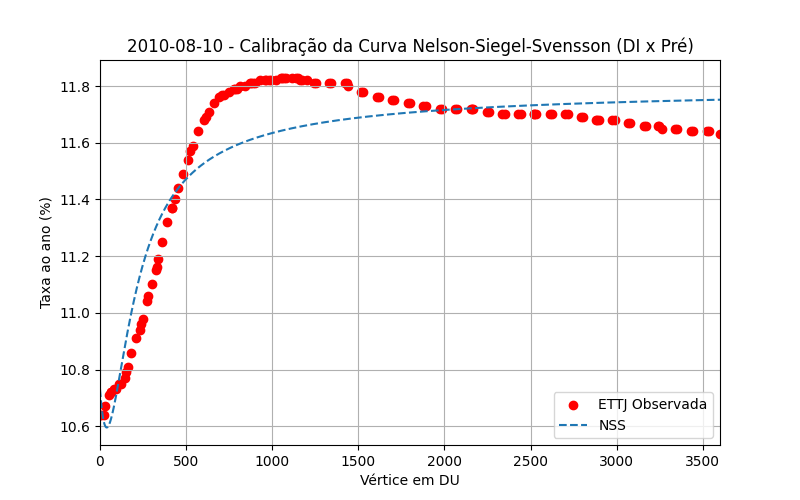 2010-08-10 - Calibração da Curva Nelson-Siegel-Svensson (DI x Pré)
Taxa ao ano (%)
11.8
11.6
11.4
11.2
11.0
10.8
10.6
ETTJ Observada
NSS
0 500 1000 1500 2000 2500 3000 3500
Vértice em DU